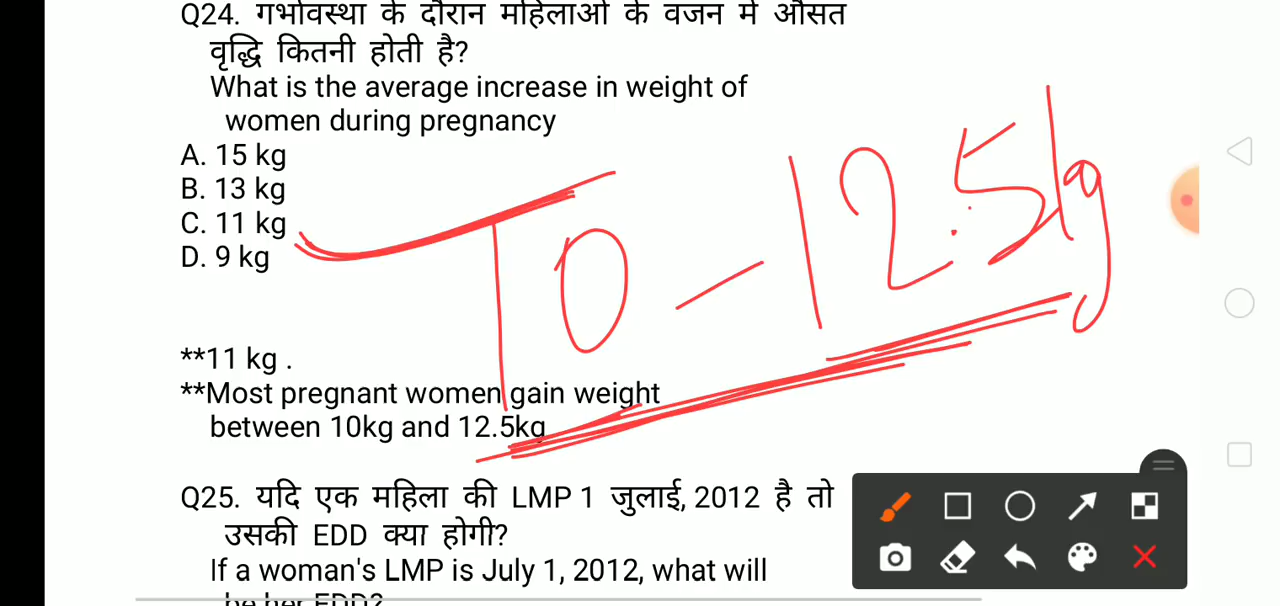 Q24. गर्भावस्था के दौरान महिलाओं के वजन में औसत
वृद्धि कितनी होती है?
What is the average increase in weight of
women during pregnancy
A. 15 kg
B. 13 kg
C. 11 kg
D. 9 kg
10 - 12.5kg
**11 kg .
**Most pregnant women gain weight
between 10kg and 12.5kg
Q25. यदि एक महिला की LMP 1 जुलाई, 2012 है तो
उसकी EDD क्या होगी?
If a woman's LMP is July 1, 2012, what will
be her EDD?